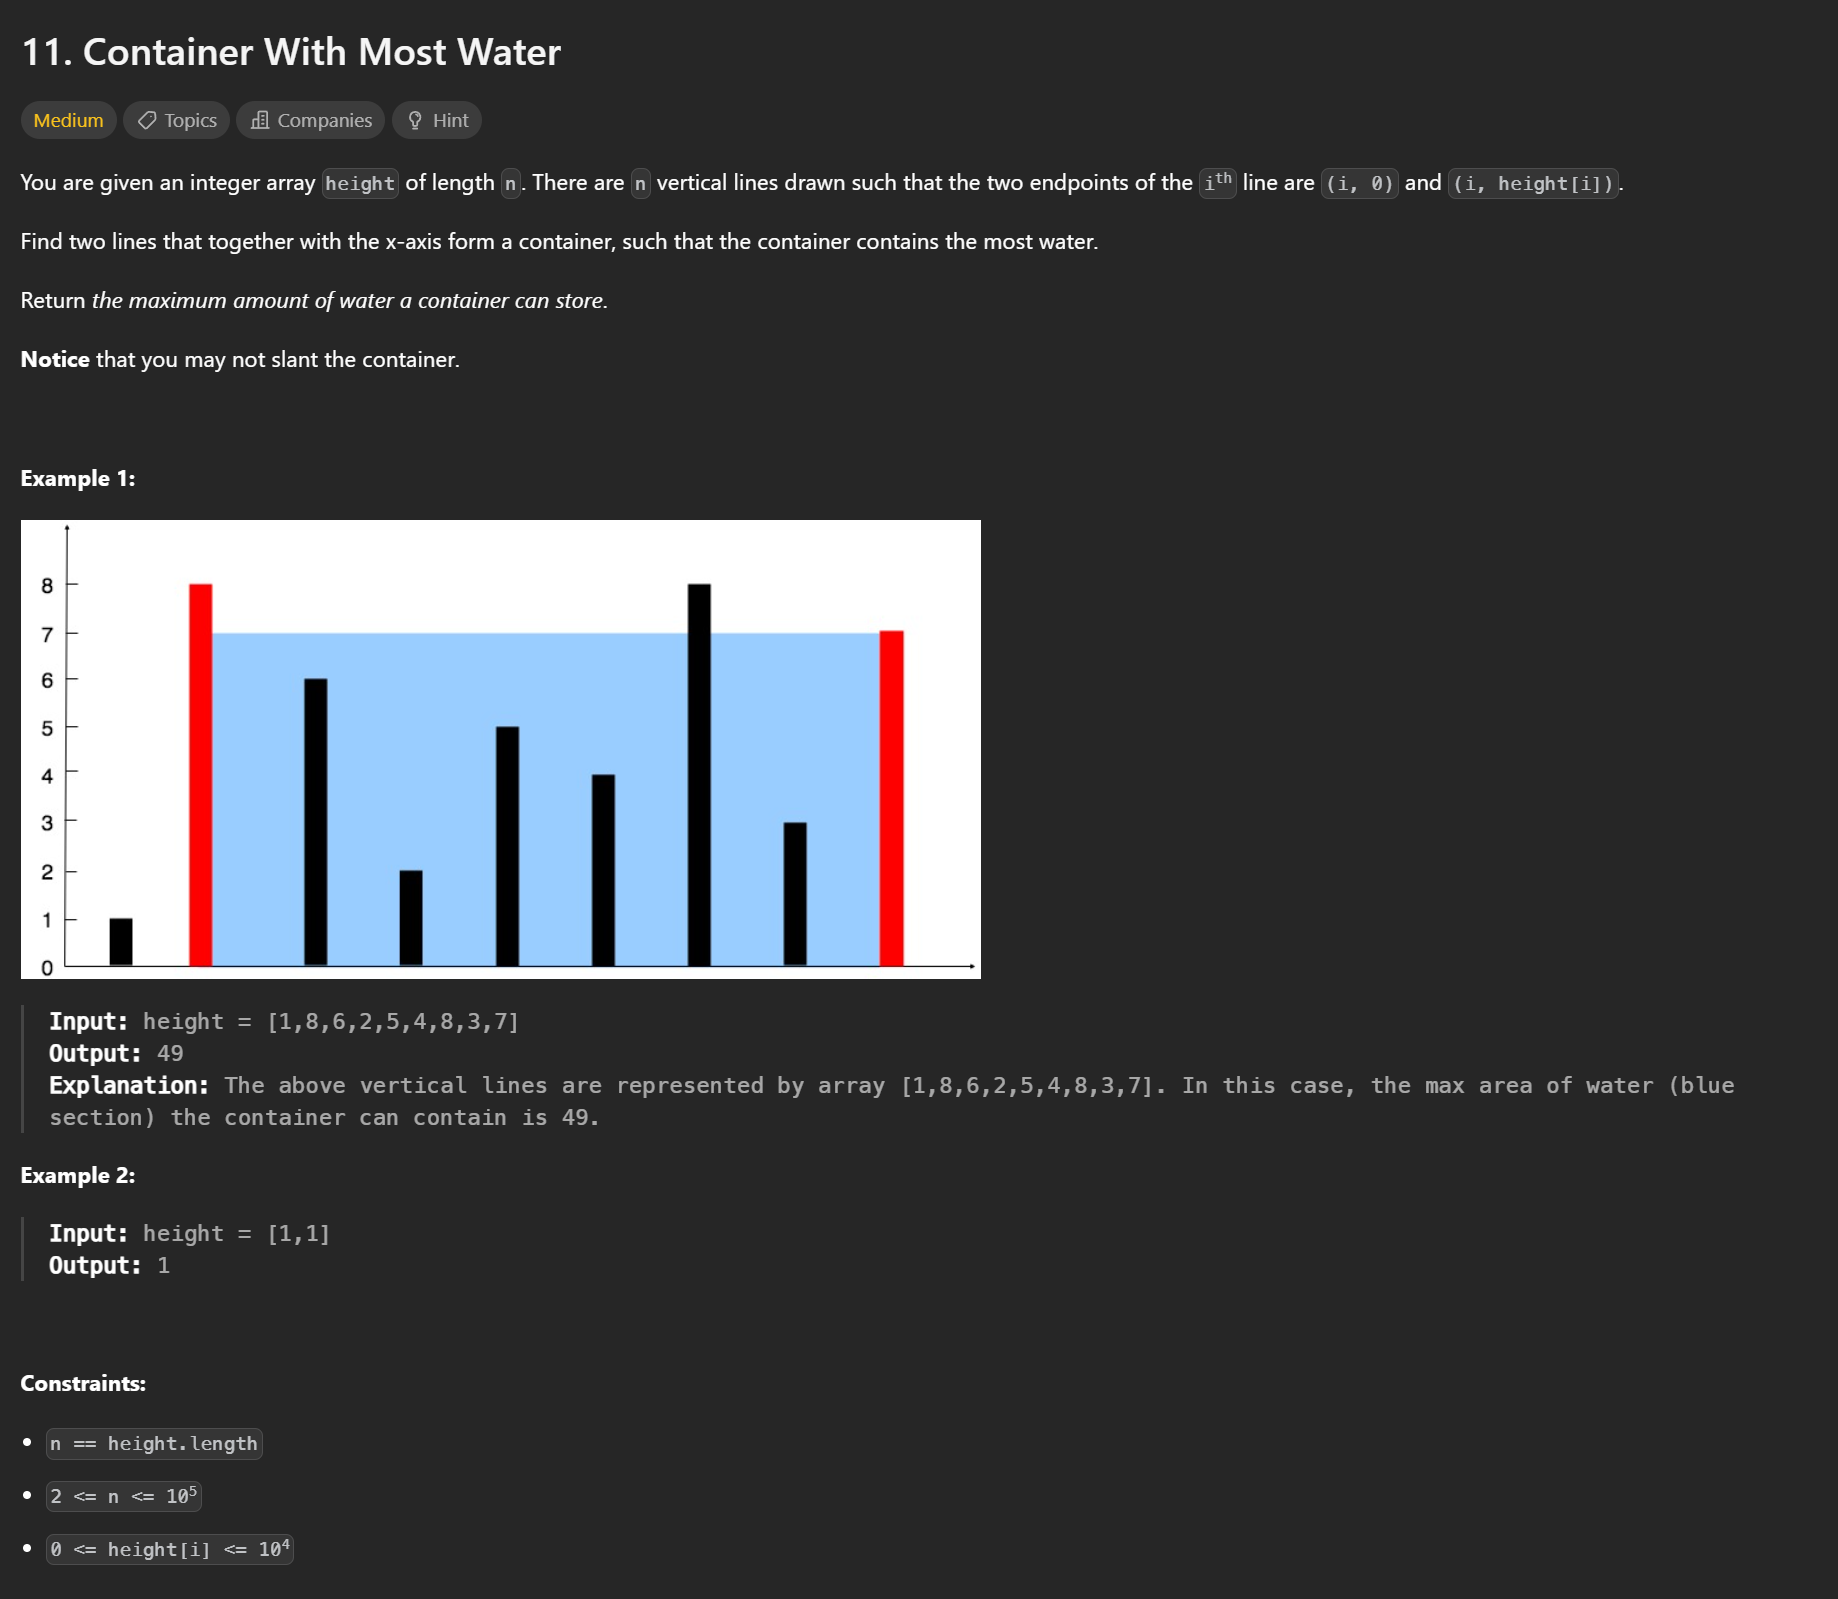 11. Container With Most Water
Medium Topics Companies Hint
You are given an integer array height of length n. There are n vertical lines drawn such that the two endpoints of the iᵗʰ line are (i, 0) and (i, height[i]).
Find two lines that together with the x-axis form a container, such that the container contains the most water.
Return the maximum amount of water a container can store.
Notice that you may not slant the container.
Example 1:
8
7
6
5
4
3
2
1
0
Input: height = [1,8,6,2,5,4,8,3,7]
Output: 49
Explanation: The above vertical lines are represented by array [1,8,6,2,5,4,8,3,7]. In this case, the max area of water (blue
section) the container can contain is 49.
Example 2:
Input: height = [1,1]
Output: 1
Constraints:
• n == height.length
• 2 <= n <= 10⁵
• 0 <= height[i] <= 10⁴